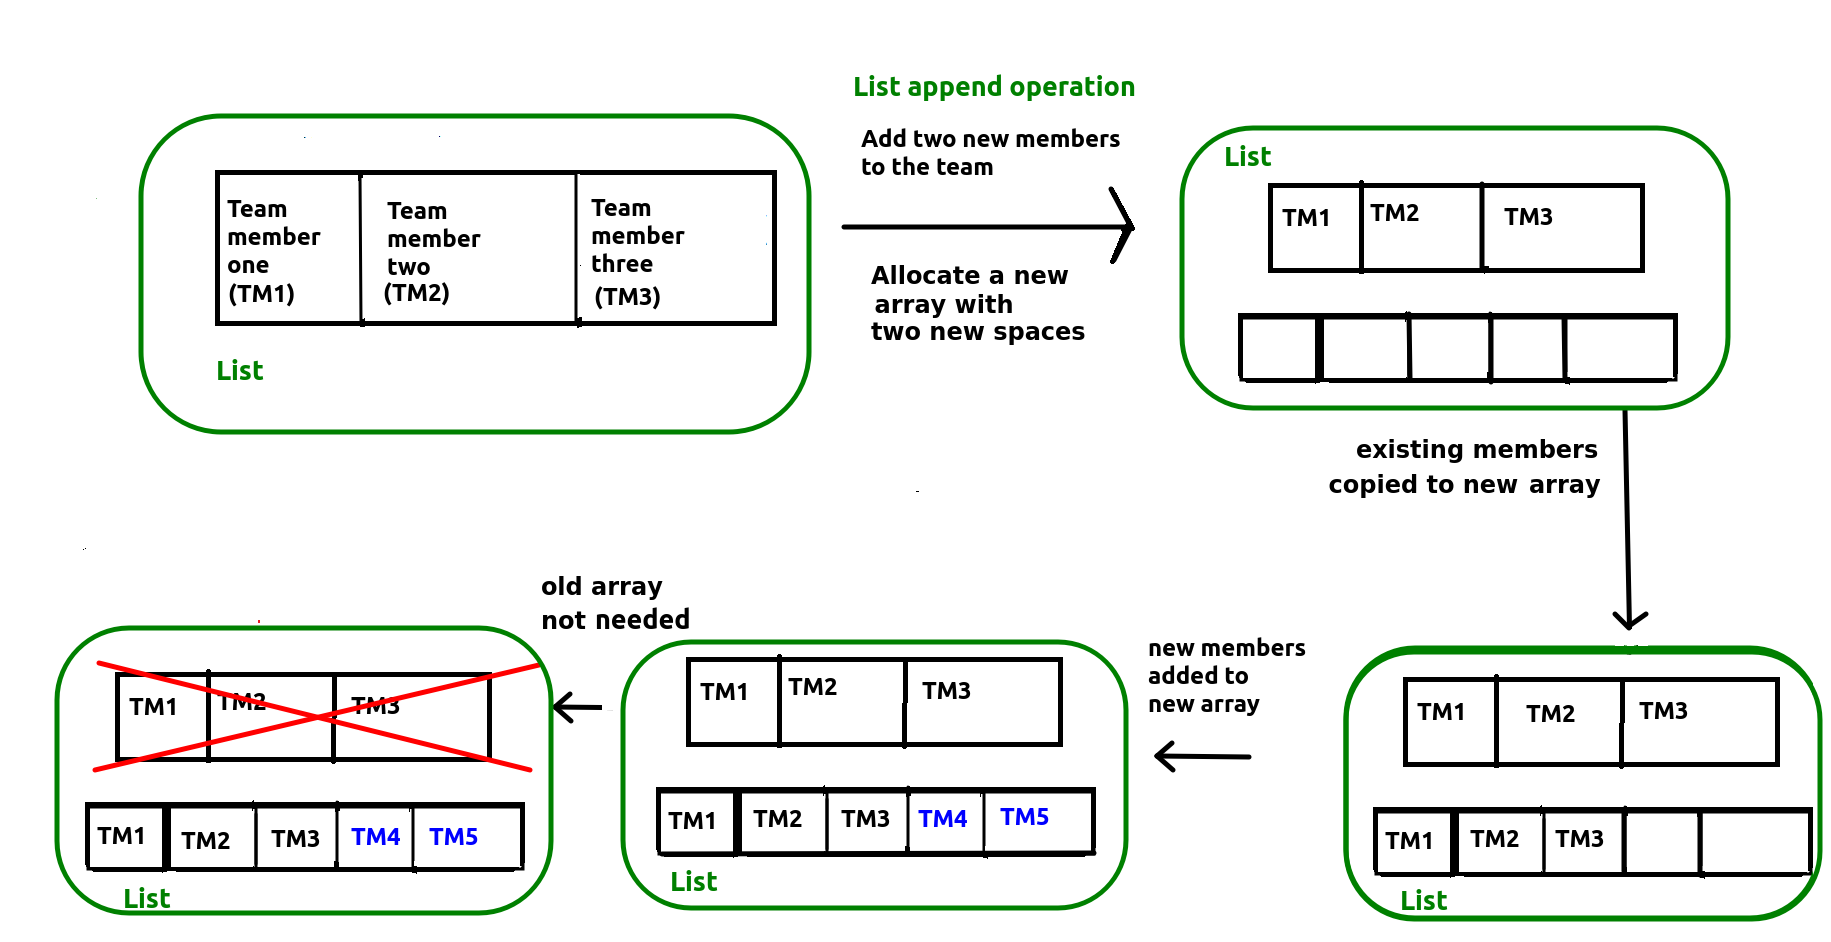 List append operation
Add two new members
to the team
Allocate a new
array with
two new spaces
Team
member
one
(TM1)
Team
member
two
(TM2)
Team
member
three
(TM3)
List
List
TM1
TM2
TM3
existing members
copied to new array
TM1
TM2
TM3
TM1
TM2
TM3
List
new members
added to
new array
TM1
TM2
TM3
TM1
TM2
TM3
TM4
TM5
List
old array
not needed
TM1
TM2
TM3
TM1
TM2
TM3
TM4
TM5
List